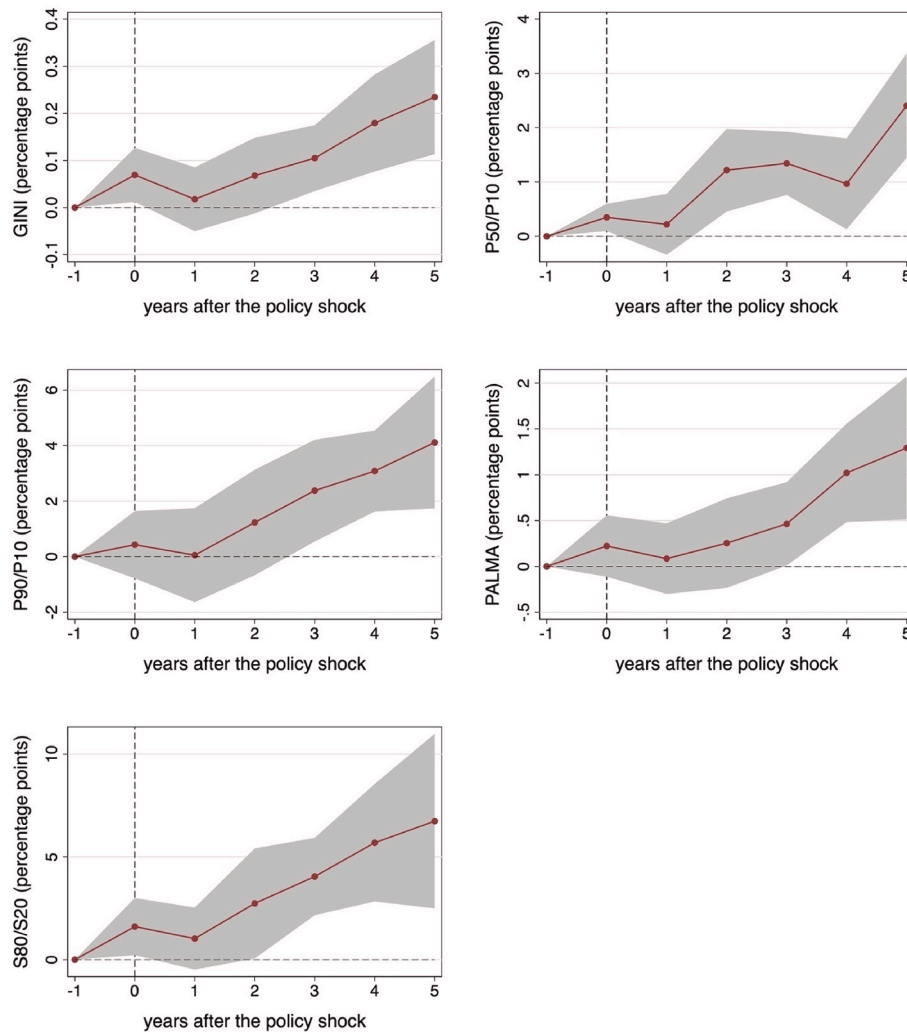 GINI (percentage points)
0.4
0.3
0.2
0.1
0.0
-0.1
-1 0 1 2 3 4 5
years after the policy shock
P50/P10 (percentage points)
4
3
2
1
0
-1 0 1 2 3 4 5
years after the policy shock
P90/P10 (percentage points)
6
4
2
0
-2
-1 0 1 2 3 4 5
years after the policy shock
PALMA (percentage points)
2
1.5
1
.5
0
-.5
-1 0 1 2 3 4 5
years after the policy shock
S80/S20 (percentage points)
10
5
0
-1 0 1 2 3 4 5
years after the policy shock